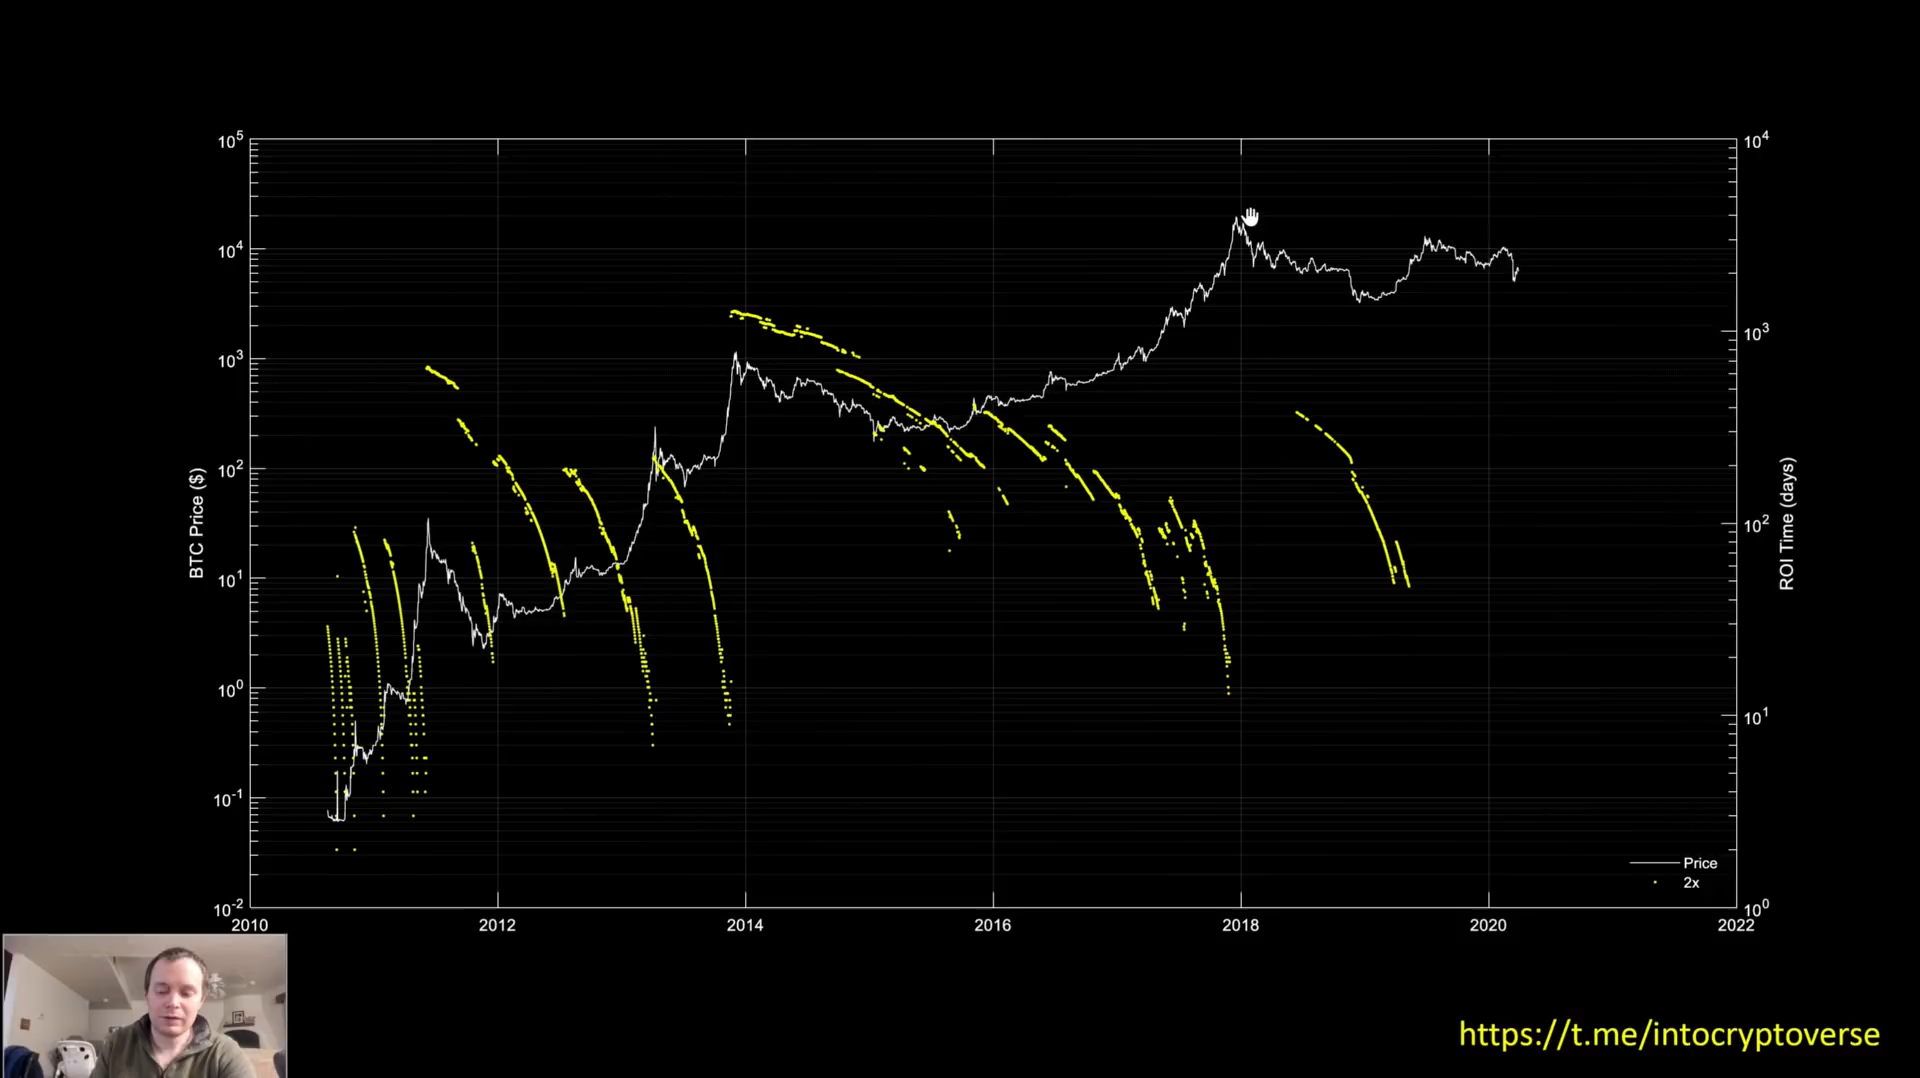 10^5
10^4
10^3
10^2
10^1
10^0
10^-1
10^-2
BTC Price ($)
10^4
10^3
10^2
10^1
10^0
ROI Time (days)
Price
2x
2010 2012 2014 2016 2018 2020 2022
https://t.me/intocryptoverse